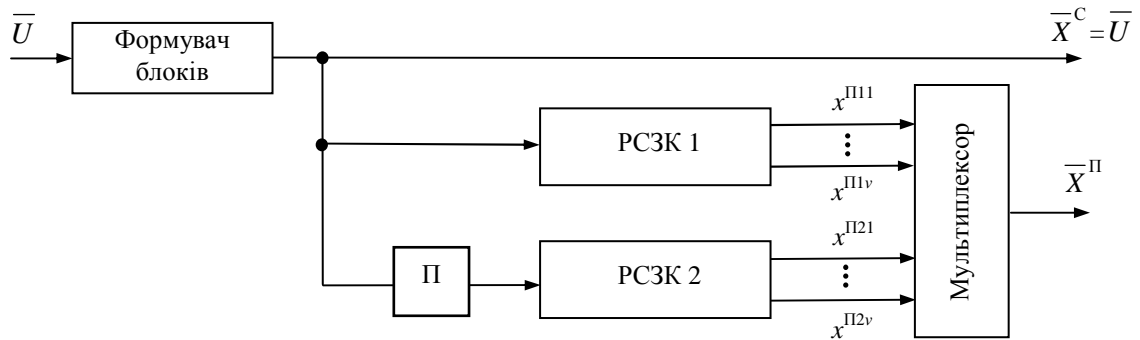 U̅
Формувач
блоків
X̅ᶜ = U̅
РСЗК 1
x^П11
x^П1v
П
РСЗК 2
x^П21
x^П2v
Мультиплексор
X̅^П